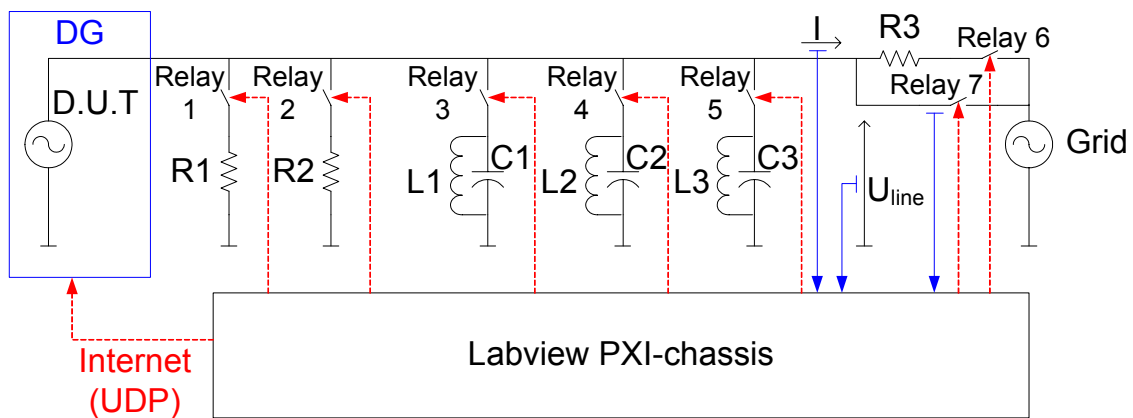 DG
D.U.T
Relay
1
R1
Relay
2
R2
Relay
3
L1
C1
Relay
4
L2
C2
Relay
5
L3
C3
I
R3
Relay 6
Relay 7
Uline
Grid
Internet
(UDP)
Labview PXI-chassis